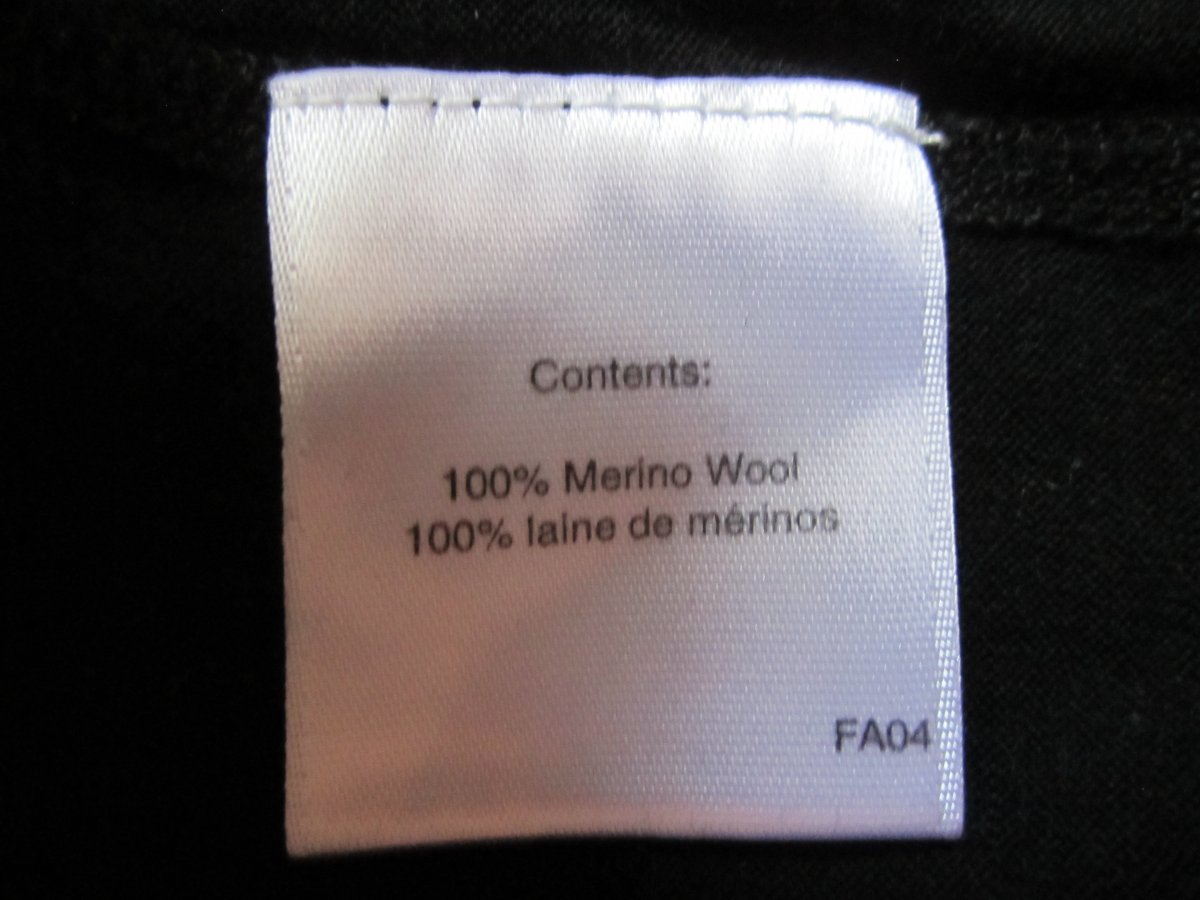 Contents:
100% Merino Wool
100% laine de mérinos
FA04